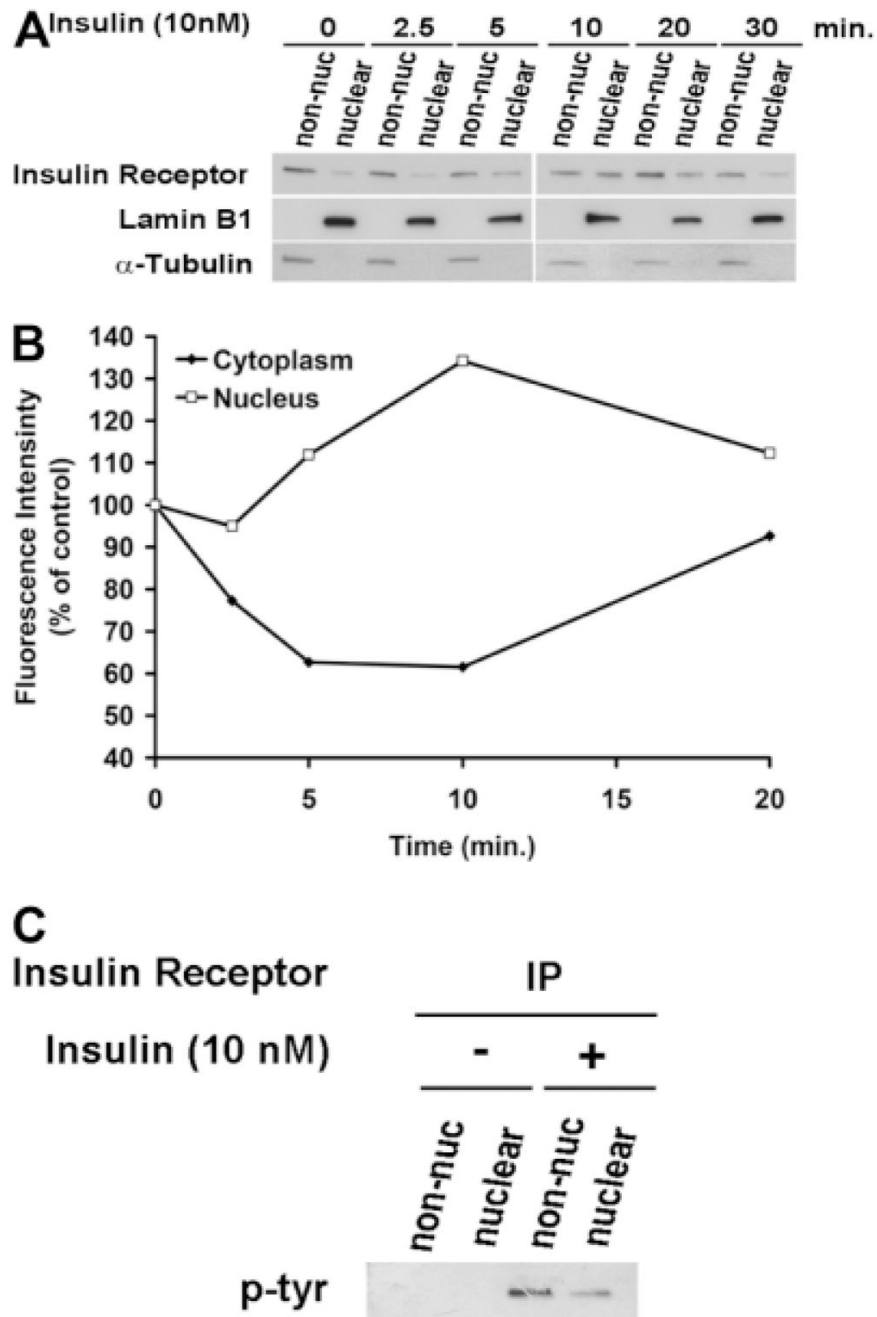 A Insulin (10nM) 0 2.5 5 10 20 30 min.
non-nuc nuclear non-nuc nuclear non-nuc nuclear non-nuc nuclear non-nuc nuclear non-nuc nuclear
Insulin Receptor
Lamin B1
α-Tubulin
B
Cytoplasm
Nucleus
Fluorescence Intensinty
(% of control)
140
130
120
110
100
90
80
70
60
50
40
0 5 10 15 20
Time (min.)
C
Insulin Receptor IP
Insulin (10 nM) - +
non-nuc nuclear non-nuc nuclear
p-tyr